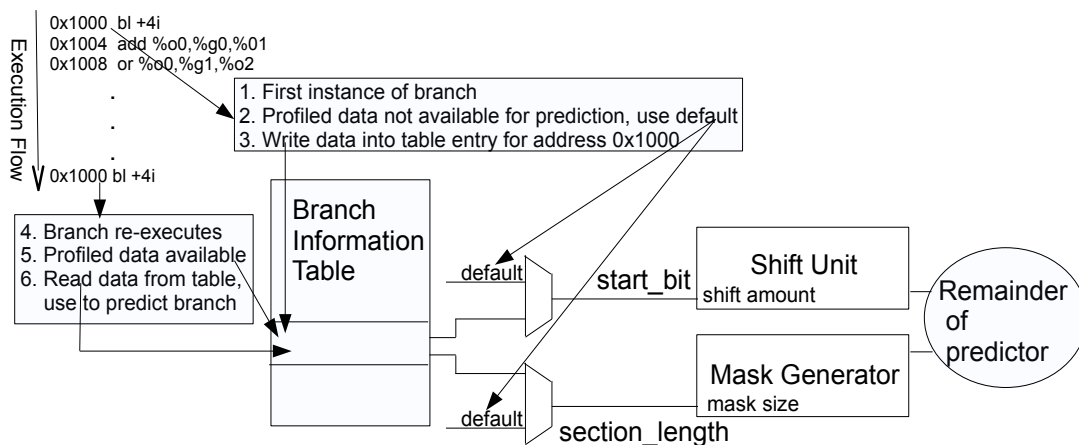 0x1000 bl +4i
0x1004 add %o0,%g0,%01
0x1008 or %o0,%g1,%o2
.
.
.
.
0x1000 bl +4i
Execution Flow
1. First instance of branch
2. Profiled data not available for prediction, use default
3. Write data into table entry for address 0x1000
4. Branch re-executes
5. Profiled data available
6. Read data from table,
use to predict branch
Branch
Information
Table
default
start_bit
Shift Unit
shift amount
Remainder
of
predictor
Mask Generator
mask size
default
section_length